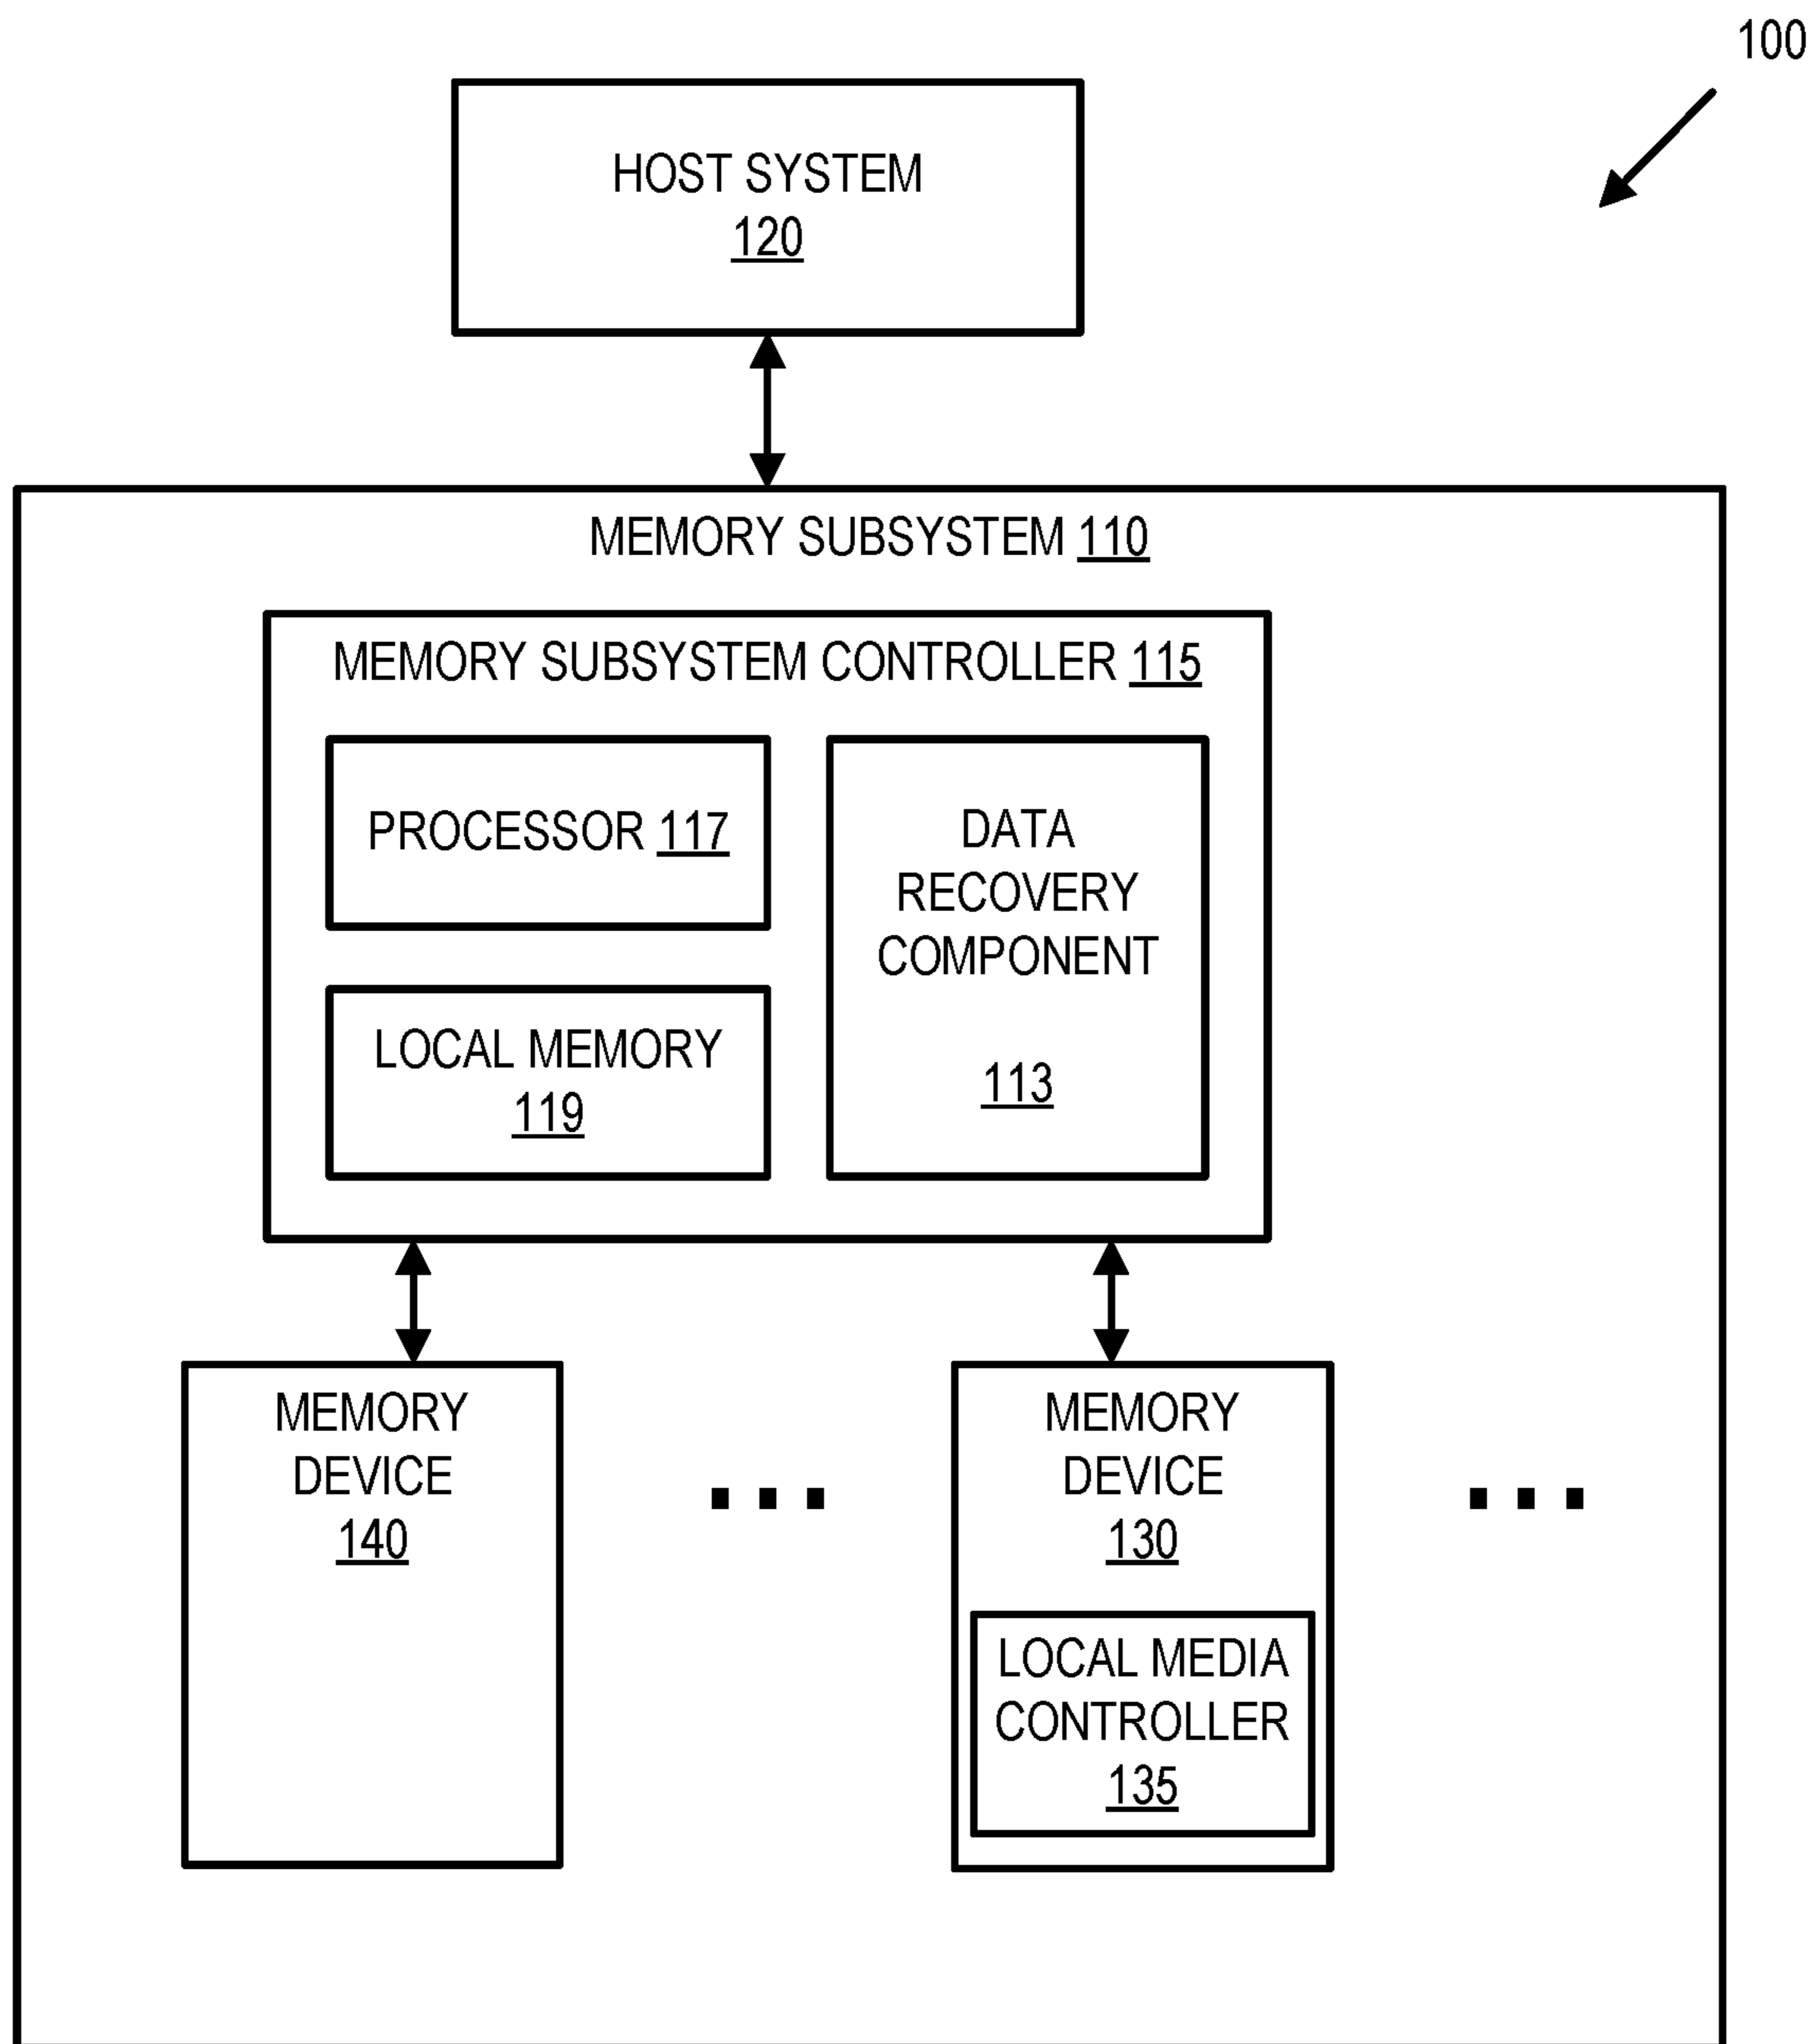 100
HOST SYSTEM
120
MEMORY SUBSYSTEM 110
MEMORY SUBSYSTEM CONTROLLER 115
PROCESSOR 117
DATA
RECOVERY
COMPONENT
113
LOCAL MEMORY
119
MEMORY
DEVICE
140
MEMORY
DEVICE
130
LOCAL MEDIA
CONTROLLER
135